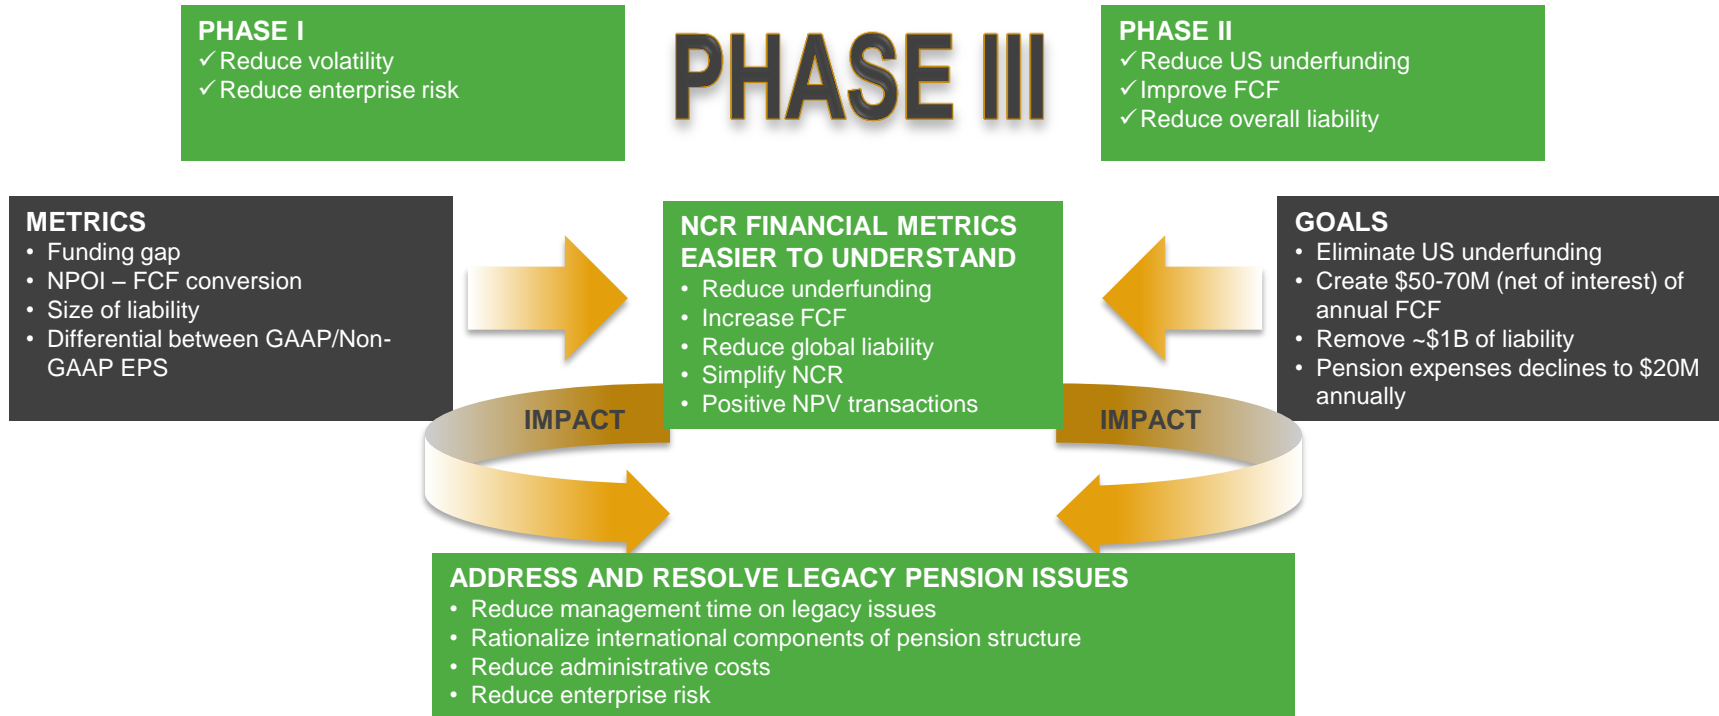 PHASE I
✓ Reduce volatility
✓ Reduce enterprise risk
PHASE III
PHASE II
✓ Reduce US underfunding
✓ Improve FCF
✓ Reduce overall liability
METRICS
• Funding gap
• NPOI – FCF conversion
• Size of liability
• Differential between GAAP/Non-
GAAP EPS
NCR FINANCIAL METRICS
EASIER TO UNDERSTAND
• Reduce underfunding
• Increase FCF
• Reduce global liability
• Simplify NCR
• Positive NPV transactions
GOALS
• Eliminate US underfunding
• Create $50-70M (net of interest) of
annual FCF
• Remove ~$1B of liability
• Pension expenses declines to $20M
annually
IMPACT
IMPACT
ADDRESS AND RESOLVE LEGACY PENSION ISSUES
• Reduce management time on legacy issues
• Rationalize international components of pension structure
• Reduce administrative costs
• Reduce enterprise risk